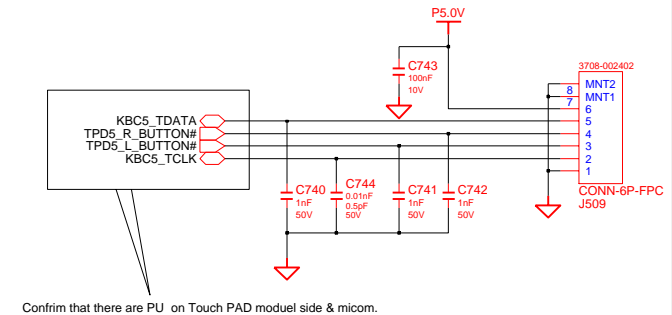 P5.0V
C743
100nF
10V
3708-002402
MNT2
8
MNT1
7
6
KBC5_TDATA
5
TPD5_R_BUTTON#
4
TPD5_L_BUTTON#
3
KBC5_TCLK
2
1
C740
1nF
50V
C744
0.01nF
0.5pF
50V
C741
1nF
50V
C742
1nF
50V
CONN-6P-FPC
J509
Confrim that there are PU on Touch PAD moduel side & micom.